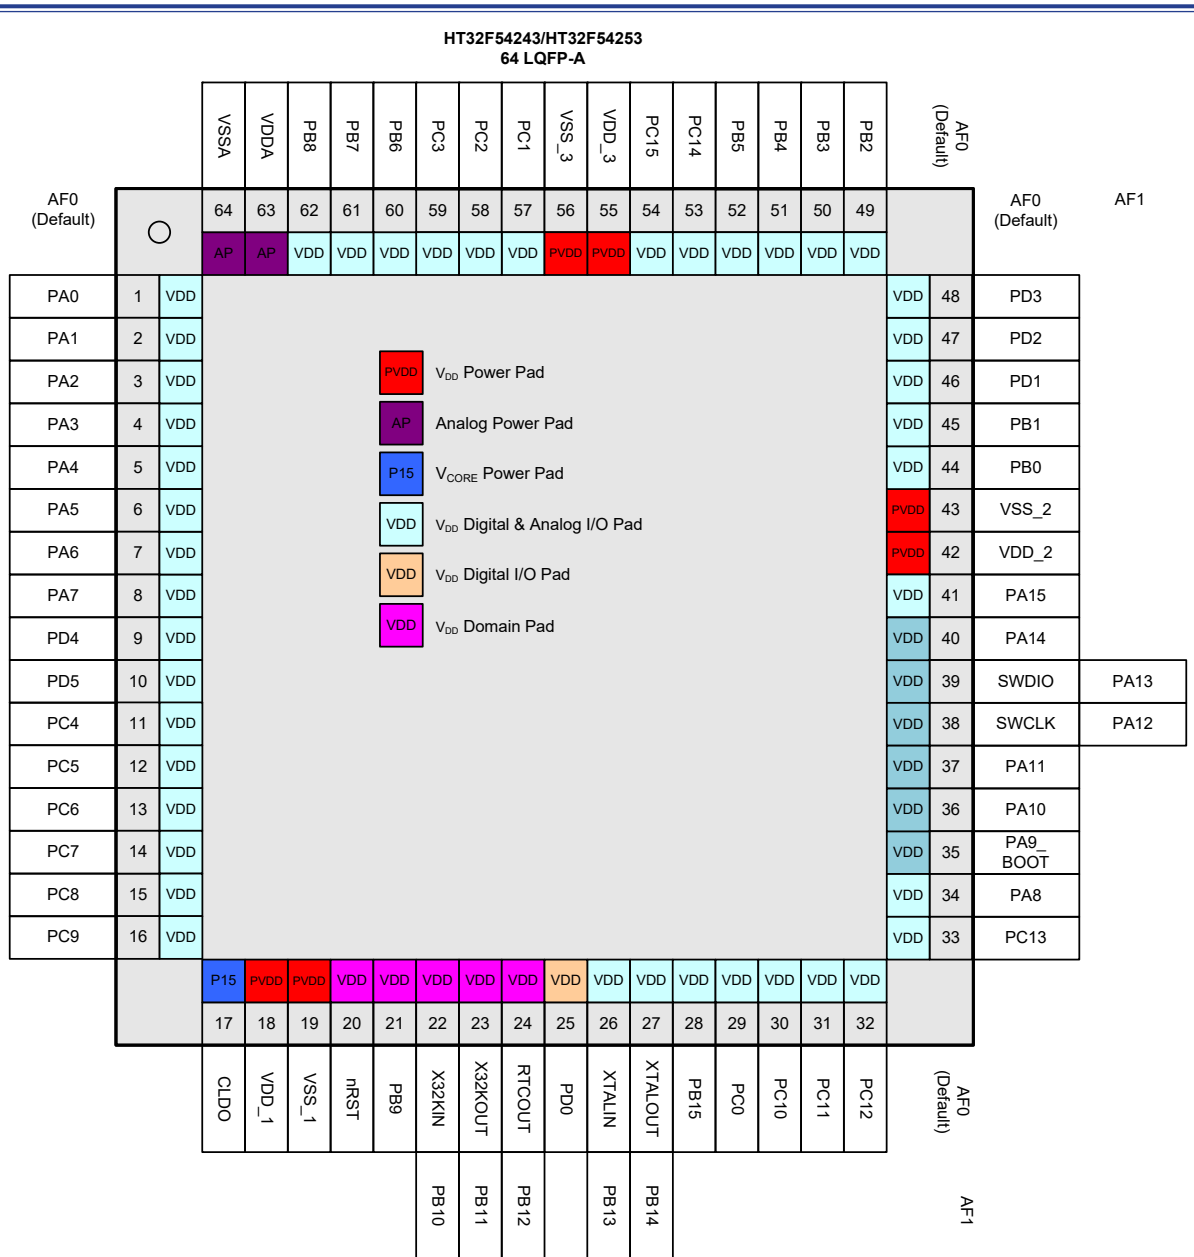 HT32F54243/HT32F54253
64 LQFP-A
VSSA VDDA PB8 PB7 PB6 PC3 PC2 PC1 VSS_3 VDD_3 PC15 PC14 PB5 PB4 PB3 PB2 AF0 (Default)
AF0
(Default)
64 63 62 61 60 59 58 57 56 55 54 53 52 51 50 49
AF0
(Default)
AF1
AP AP VDD VDD VDD VDD VDD VDD PVDD PVDD VDD VDD VDD VDD VDD VDD
PA0 1 VDD VDD 48 PD3
PA1 2 VDD VDD 47 PD2
PA2 3 VDD VDD 46 PD1
PVDD VDD Power Pad
PA3 4 VDD VDD 45 PB1
AP Analog Power Pad
PA4 5 VDD VDD 44 PB0
P15 VCORE Power Pad
PA5 6 VDD PVDD 43 VSS_2
VDD VDD Digital & Analog I/O Pad
PA6 7 VDD PVDD 42 VDD_2
VDD VDD Digital I/O Pad
PA7 8 VDD VDD 41 PA15
VDD VDD Domain Pad
PD4 9 VDD VDD 40 PA14
PD5 10 VDD VDD 39 SWDIO PA13
PC4 11 VDD VDD 38 SWCLK PA12
PC5 12 VDD VDD 37 PA11
PC6 13 VDD VDD 36 PA10
PC7 14 VDD VDD 35 PA9_
BOOT
PC8 15 VDD VDD 34 PA8
PC9 16 VDD VDD 33 PC13
P15 PVDD PVDD VDD VDD VDD VDD VDD VDD VDD VDD VDD VDD VDD VDD VDD
17 18 19 20 21 22 23 24 25 26 27 28 29 30 31 32
CLDO VDD_1 VSS_1 nRST PB9 X32KIN X32KOUT RTCOUT PD0 XTALIN XTALOUT PB15 PC0 PC10 PC11 PC12 AF0 (Default)
PB10 PB11 PB12 PB13 PB14 AF1